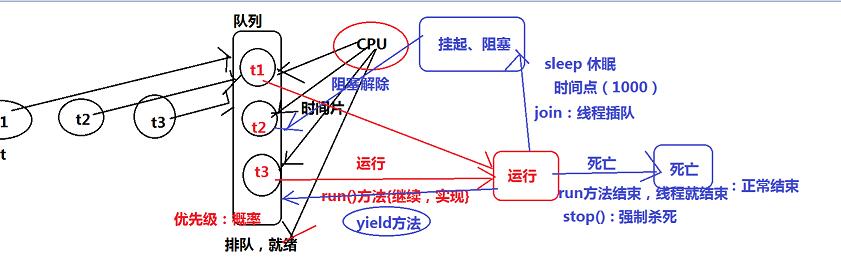 队列
CPU
挂起、阻塞
sleep 休眠
时间点（1000）
join：线程插队
阻塞解除
t1
时间片
1
t2
t3
t2
t
t3
运行
运行
死亡
死亡
run()方法{继续，实现}
run方法结束，线程就结束：正常结束
stop()：强制杀死
优先级：概率
yield方法
排队，就绪